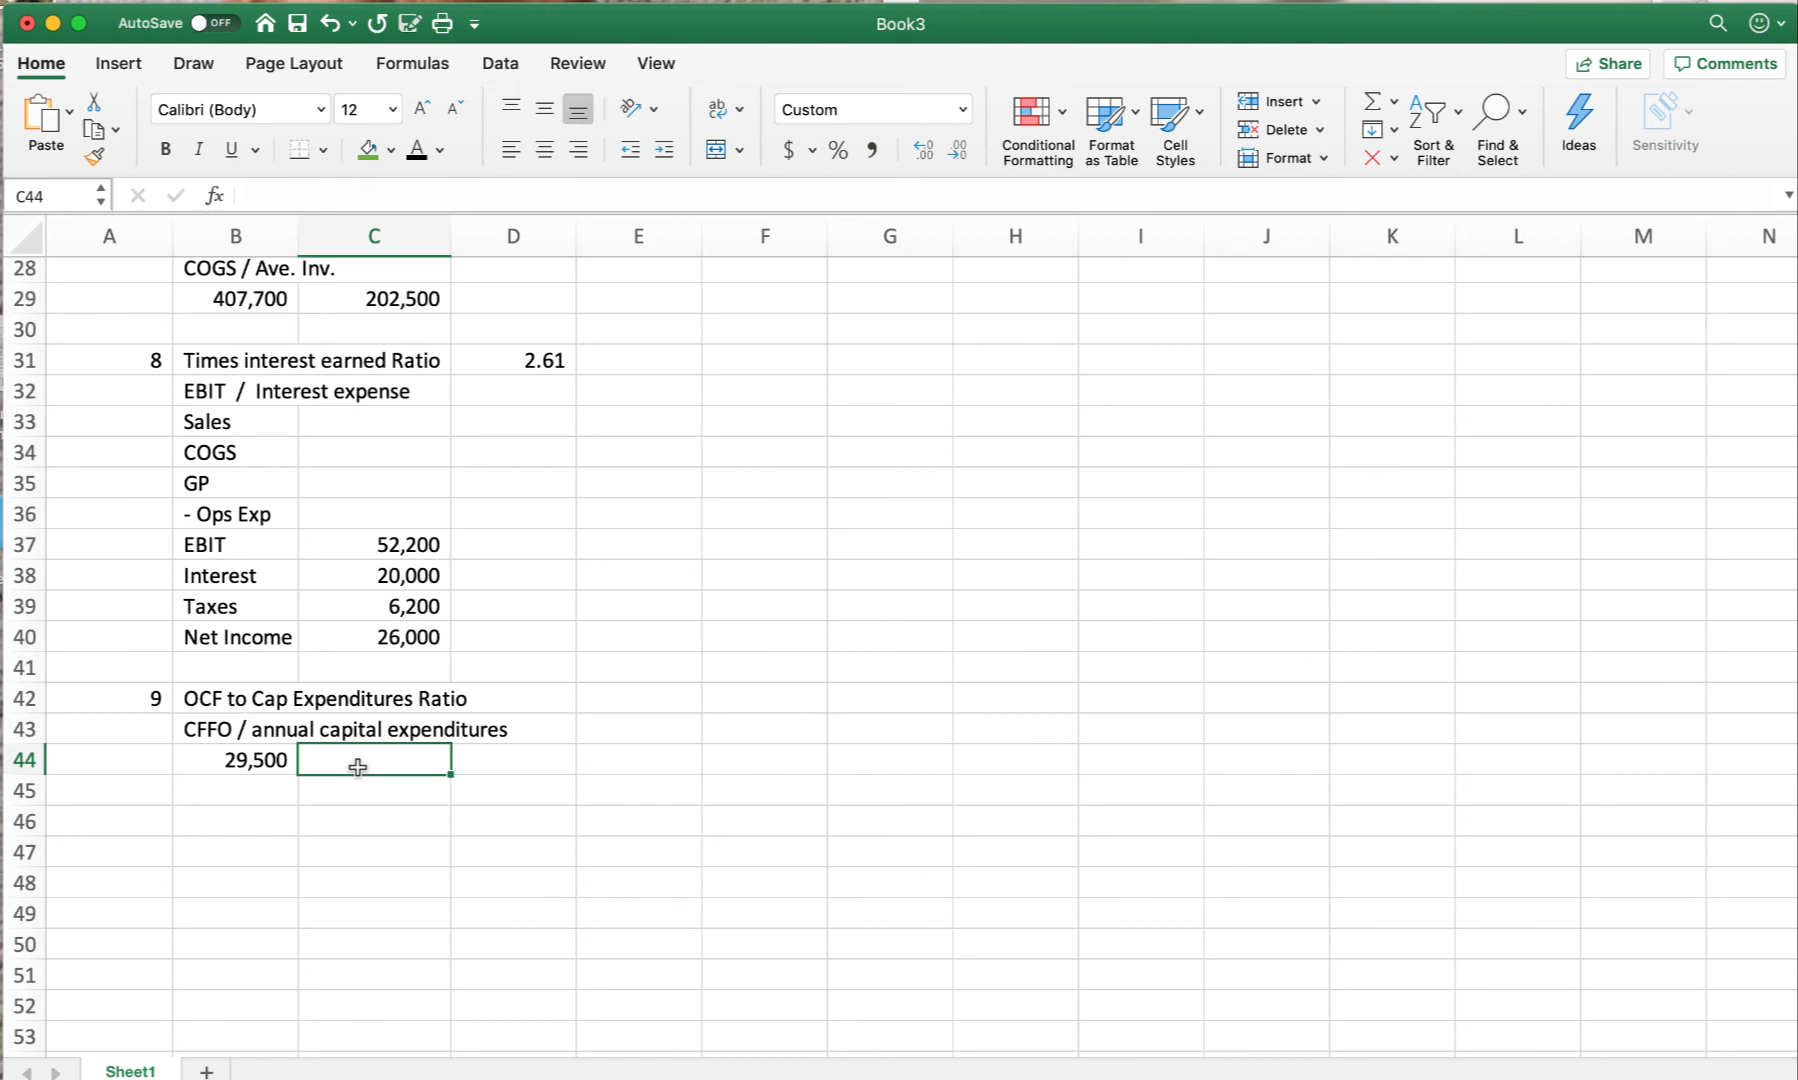 AutoSave OFF Book3
Home Insert Draw Page Layout Formulas Data Review View Share Comments
Paste Calibri (Body) 12 A A ab Custom Insert Delete Format
B I U A $ % Conditional Formatting Format as Table Cell Styles Sort & Filter Find & Select Ideas Sensitivity
C44 fx
A B C D E F G H I J K L M N
28 COGS / Ave. Inv.
29 407,700 202,500
30
31 8 Times interest earned Ratio 2.61
32 EBIT / Interest expense
33 Sales
34 COGS
35 GP
36 - Ops Exp
37 EBIT 52,200
38 Interest 20,000
39 Taxes 6,200
40 Net Income 26,000
41
42 9 OCF to Cap Expenditures Ratio
43 CFFO / annual capital expenditures
44 29,500
45
46
47
48
49
50
51
52
53
Sheet1 +